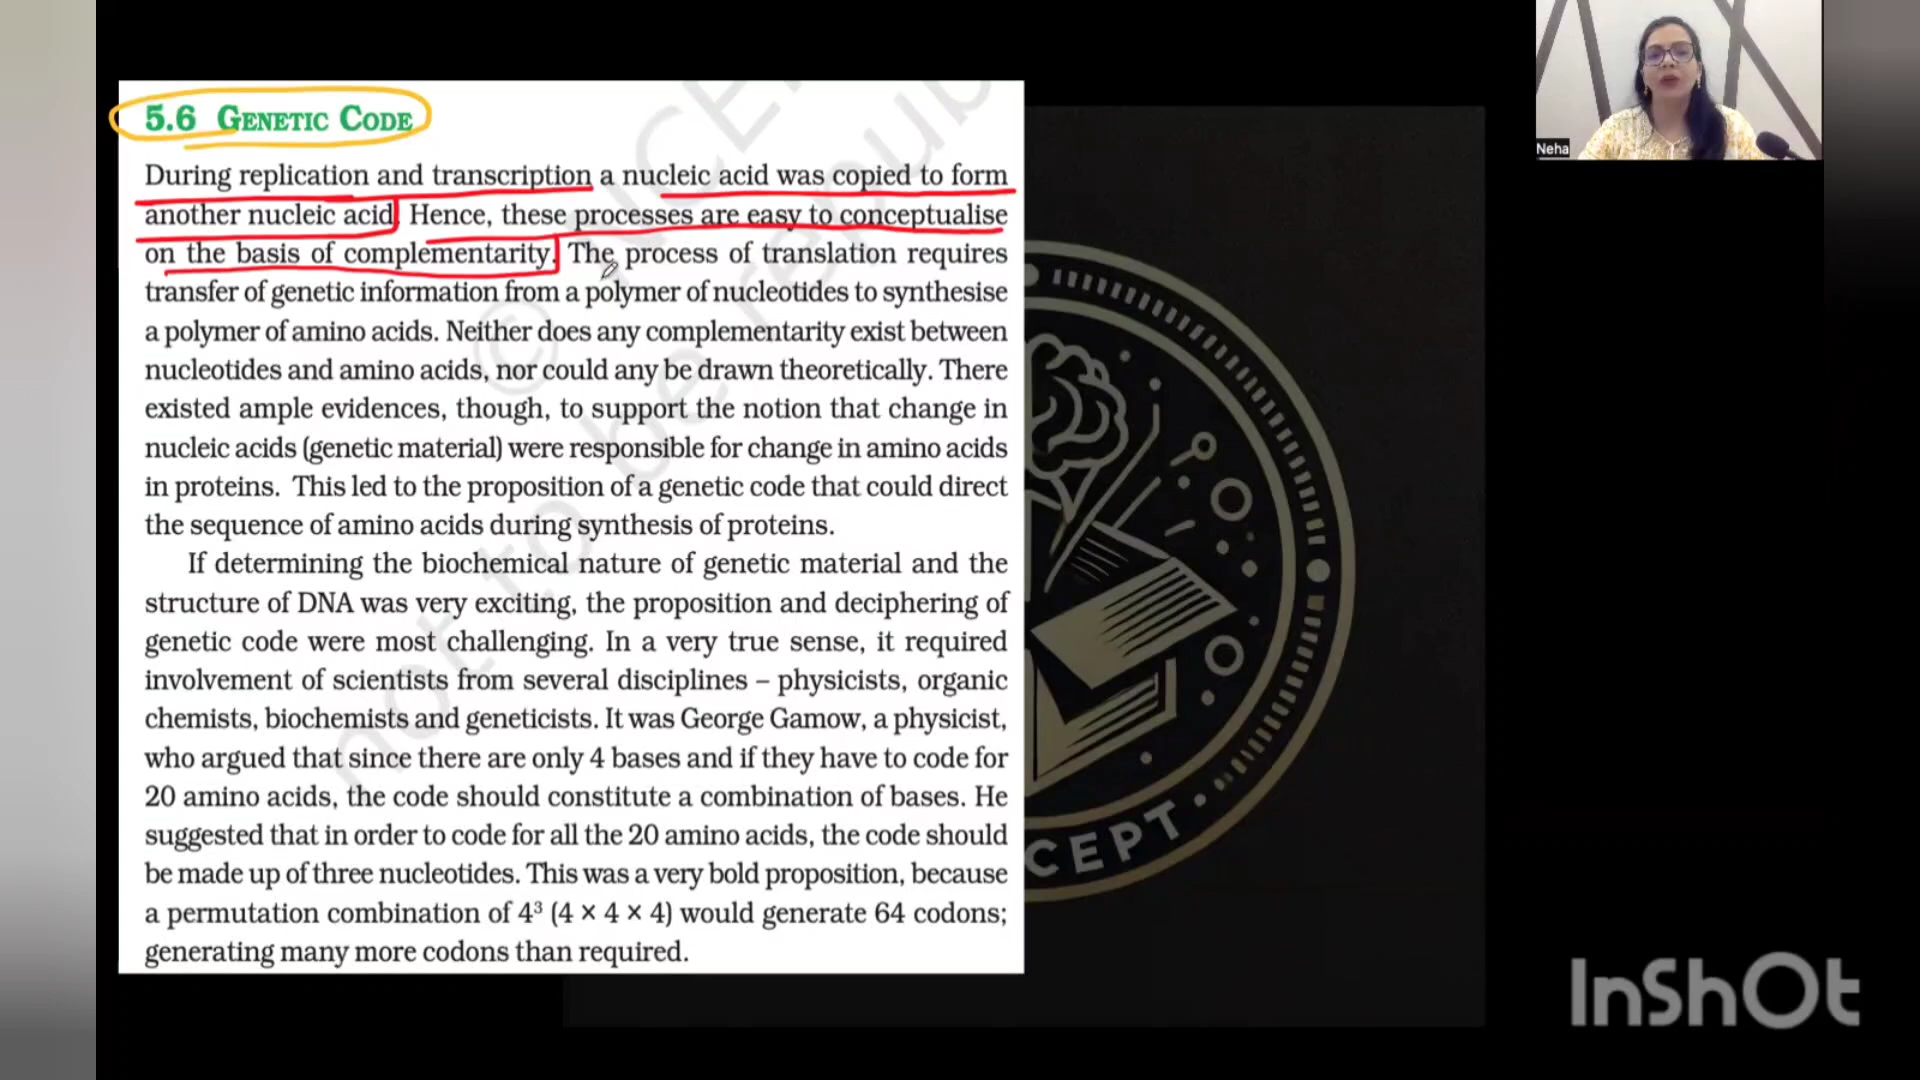 5.6 GENETIC CODE
During replication and transcription a nucleic acid was copied to form
another nucleic acid. Hence, these processes are easy to conceptualise
on the basis of complementarity. The process of translation requires
transfer of genetic information from a polymer of nucleotides to synthesise
a polymer of amino acids. Neither does any complementarity exist between
nucleotides and amino acids, nor could any be drawn theoretically. There
existed ample evidences, though, to support the notion that change in
nucleic acids (genetic material) were responsible for change in amino acids
in proteins. This led to the proposition of a genetic code that could direct
the sequence of amino acids during synthesis of proteins.
If determining the biochemical nature of genetic material and the
structure of DNA was very exciting, the proposition and deciphering of
genetic code were most challenging. In a very true sense, it required
involvement of scientists from several disciplines – physicists, organic
chemists, biochemists and geneticists. It was George Gamow, a physicist,
who argued that since there are only 4 bases and if they have to code for
20 amino acids, the code should constitute a combination of bases. He
suggested that in order to code for all the 20 amino acids, the code should
be made up of three nucleotides. This was a very bold proposition, because
a permutation combination of 4³ (4 × 4 × 4) would generate 64 codons;
generating many more codons than required.
© NCE
not to be repub
CEPT
Neha
InShOt